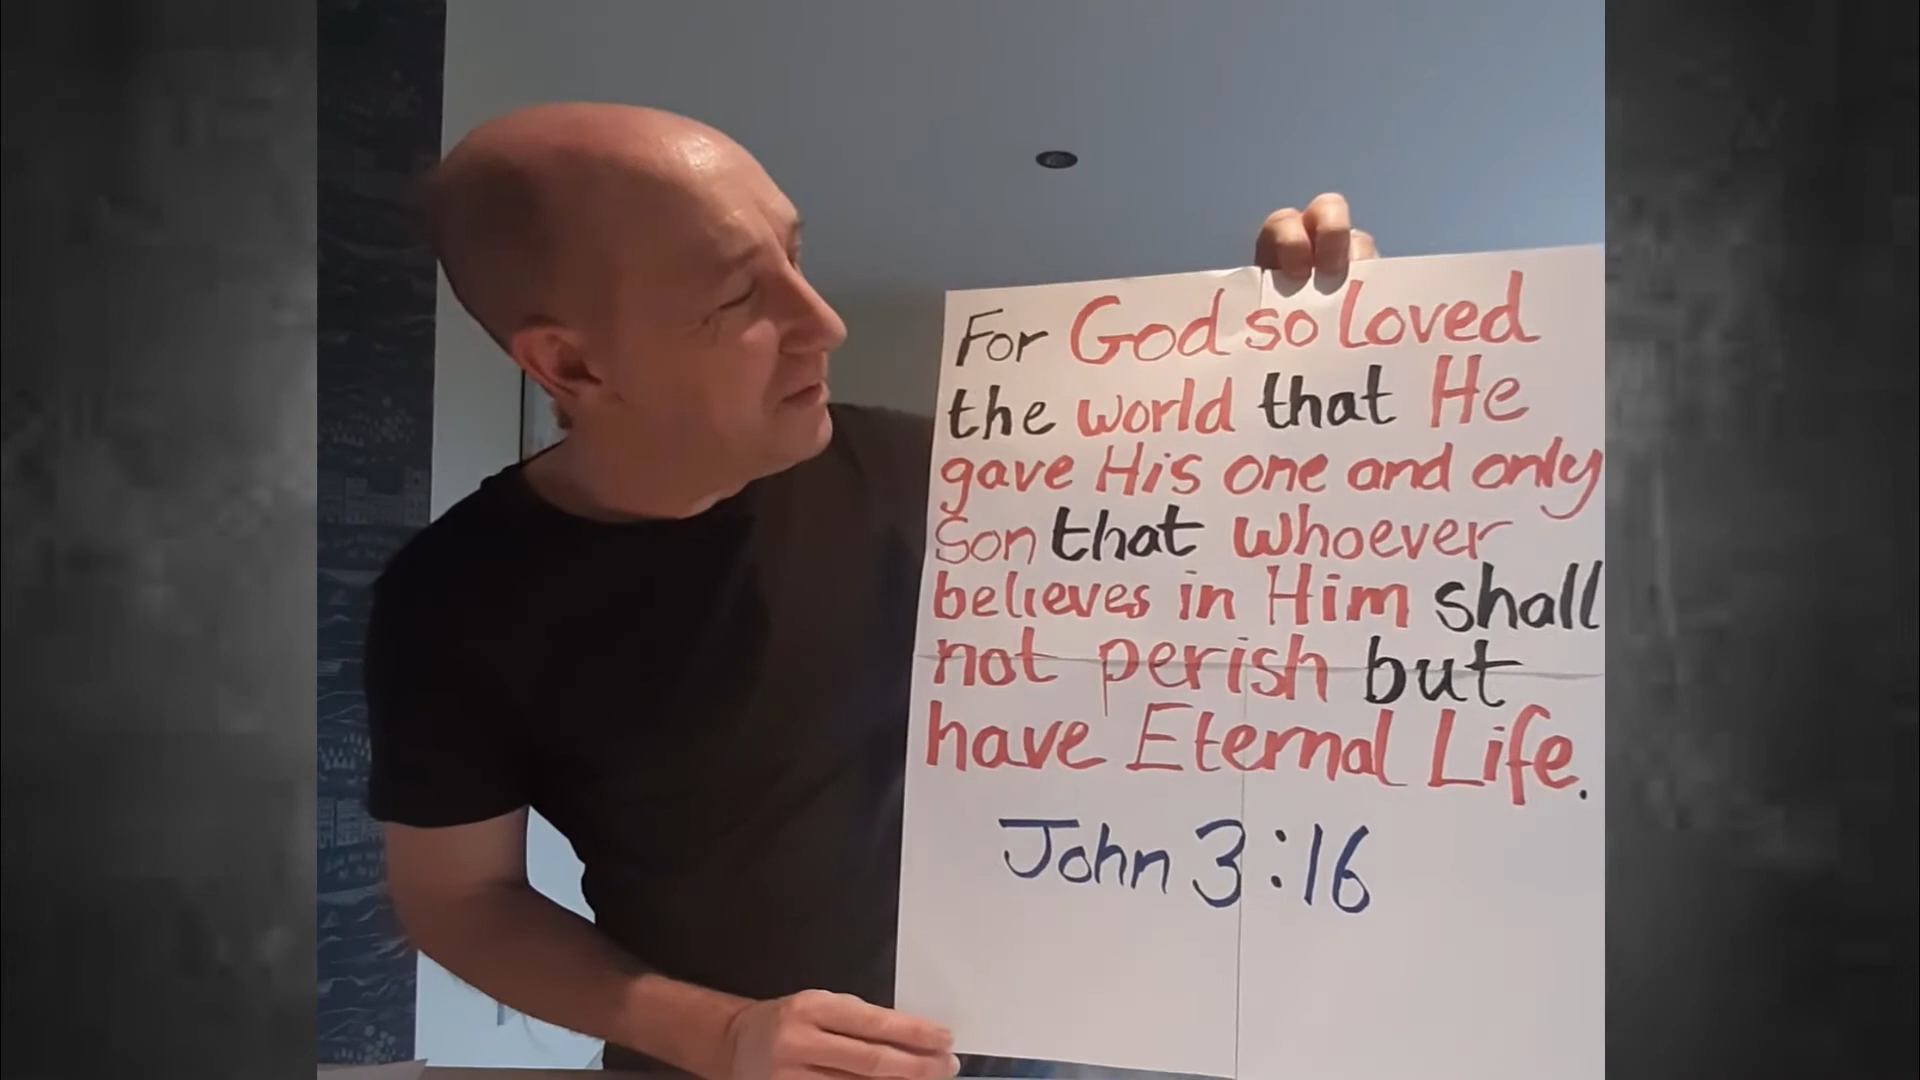 For God so loved
the world that He
gave His one and only
Son that whoever
believes in Him shall
not perish but
have Eternal Life.
John 3:16